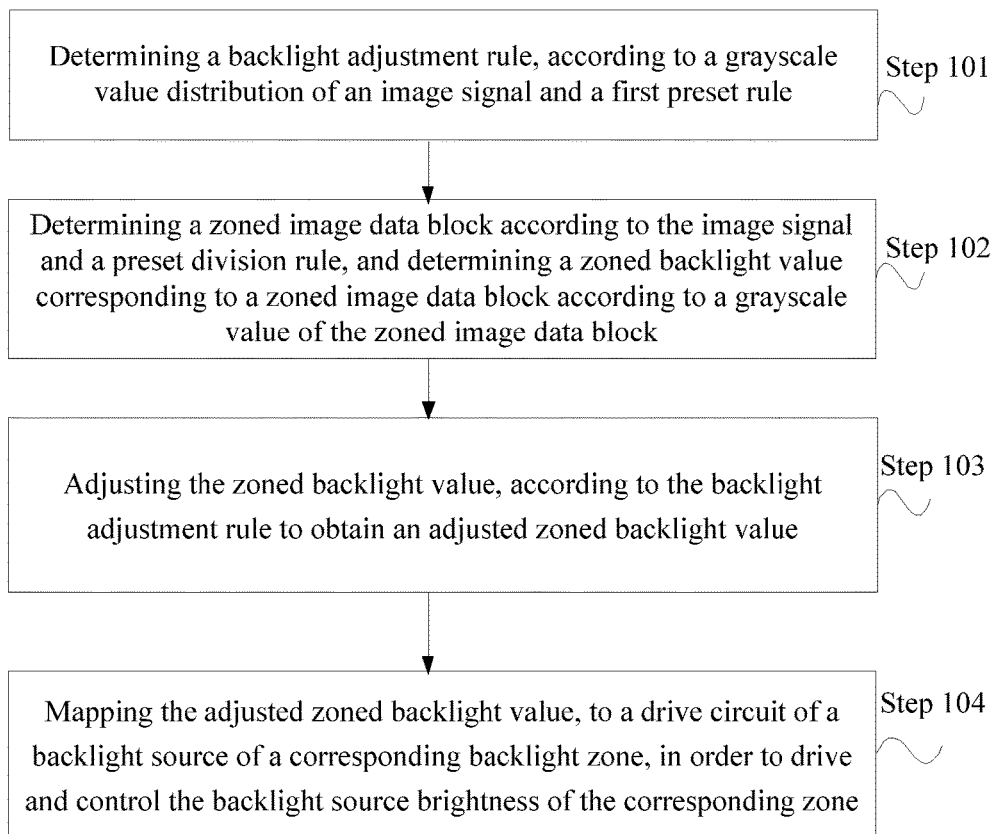 Determining a backlight adjustment rule, according to a grayscale
value distribution of an image signal and a first preset rule
Step 101
Determining a zoned image data block according to the image signal
and a preset division rule, and determining a zoned backlight value
corresponding to a zoned image data block according to a grayscale
value of the zoned image data block
Step 102
Adjusting the zoned backlight value, according to the backlight
adjustment rule to obtain an adjusted zoned backlight value
Step 103
Mapping the adjusted zoned backlight value, to a drive circuit of a
backlight source of a corresponding backlight zone, in order to drive
and control the backlight source brightness of the corresponding zone
Step 104